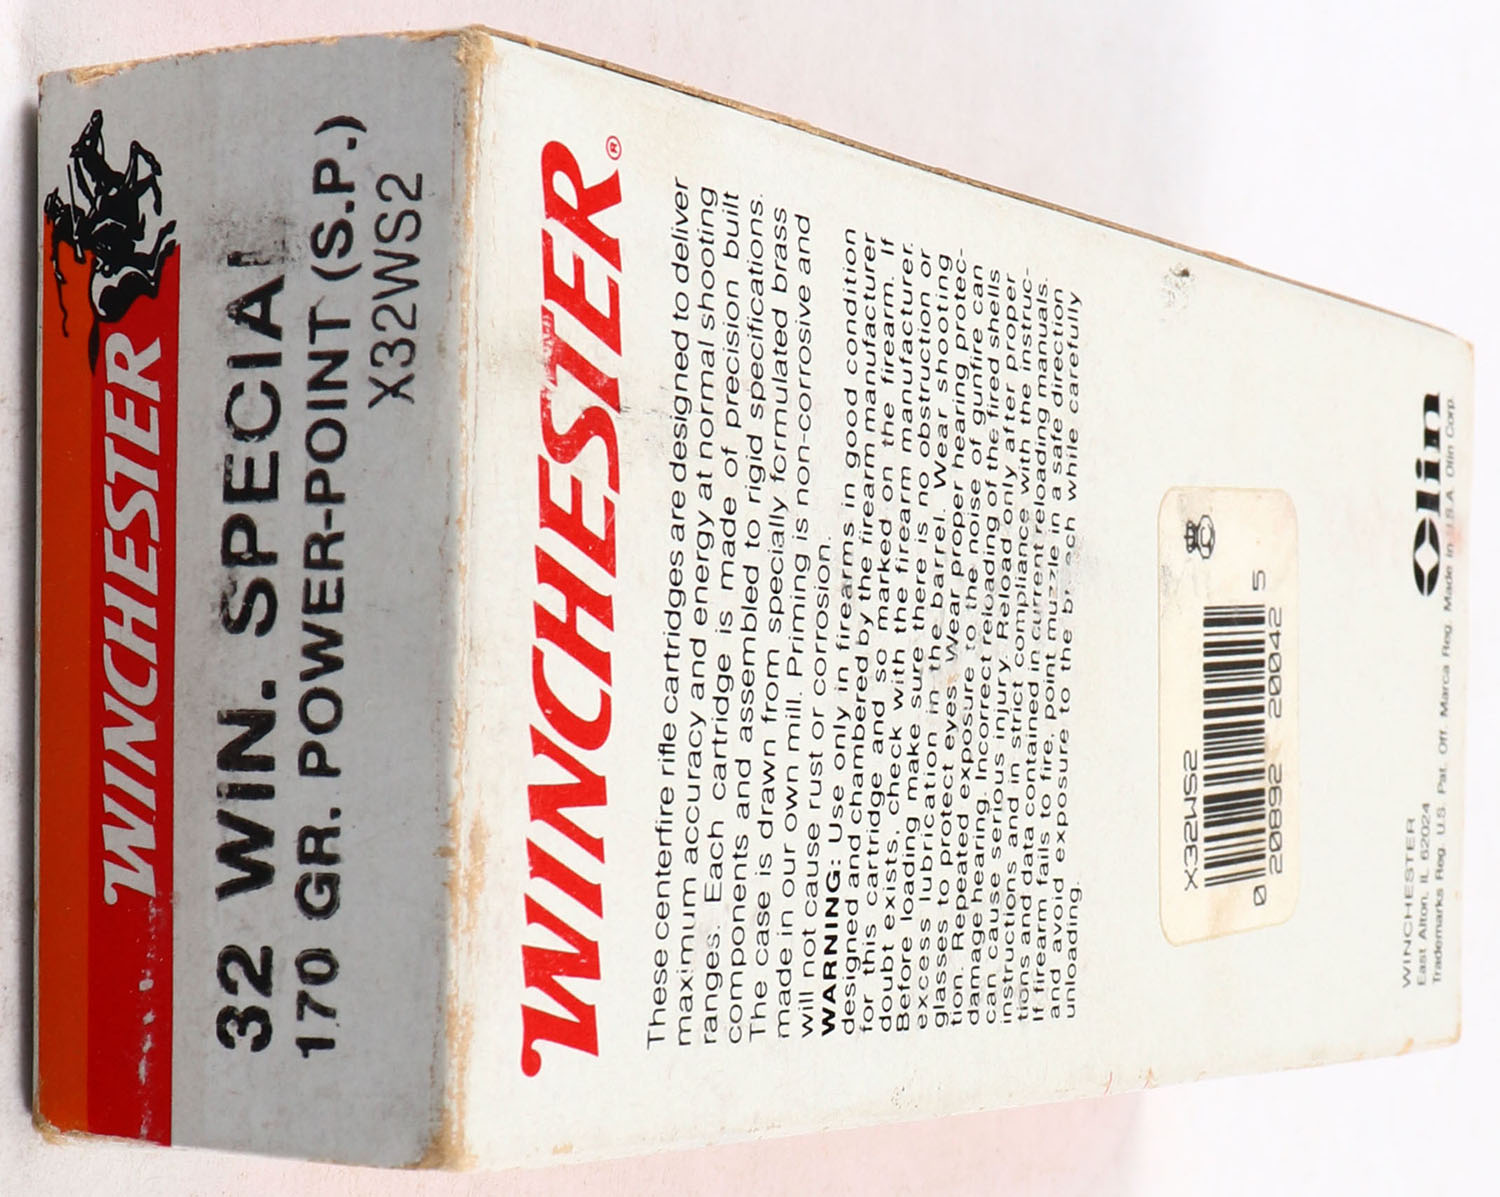 WINCHESTER
32 WIN. SPECIAL
170 GR. POWER-POINT (S.P.)
X32WS2
WINCHESTER®
These centerfire rifle cartridges are designed to deliver
maximum accuracy and energy at normal shooting
ranges. Each cartridge is made of precision built
components and assembled to rigid specifications.
The case is drawn from specially formulated brass
made in our own mill. Priming is non-corrosive and
will not cause rust or corrosion.
WARNING: Use only in firearms in good condition
designed and chambered by the firearm manufacturer
for this cartridge and so marked on the firearm. If
doubt exists, check with the firearm manufacturer.
Before loading make sure there is no obstruction or
excess lubrication in the barrel. Wear shooting
glasses to protect eyes. Wear proper hearing protec-
tion. Repeated exposure to the noise of gunfire can
damage hearing. Incorrect reloading of the fired shells
can cause serious injury. Reload only after proper
instructions and in strict compliance with the instruc-
tions and data contained in current reloading manuals.
If firearm fails to fire, point muzzle in a safe direction
and avoid exposure to the breech while carefully
unloading.
X32WS2
0 20892 20042 5
Olin
WINCHESTER
East Alton, IL 62024
Trademarks Reg. U.S. Pat. Off. Marca Reg. Made in U.S.A. Olin Corp.